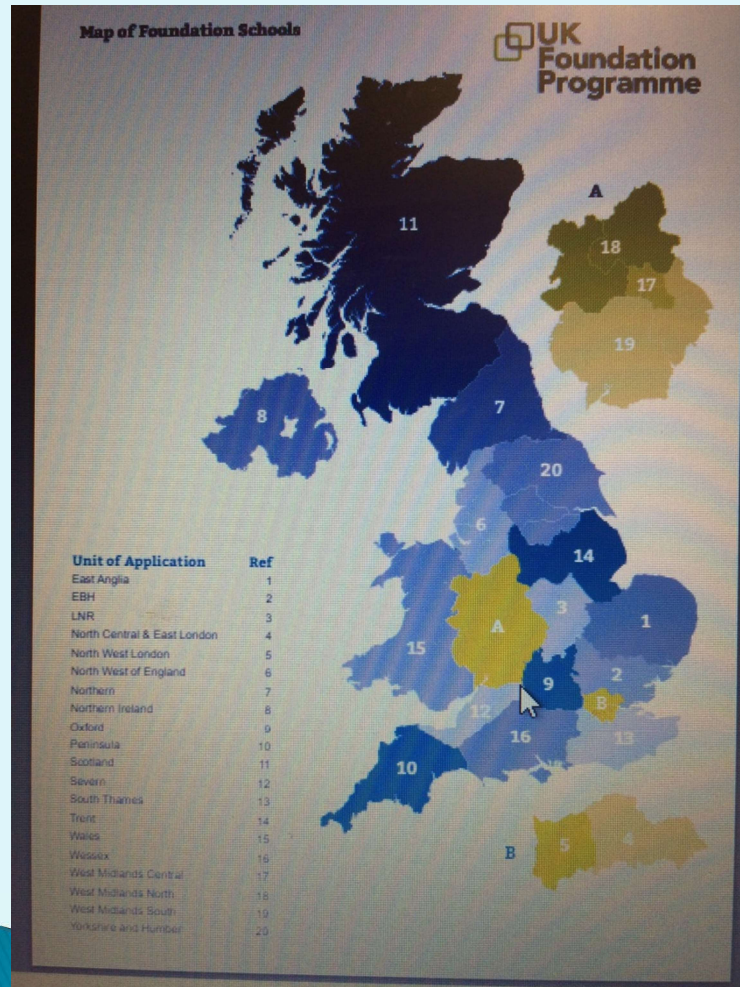 Map of Foundation Schools
UK
Foundation
Programme
A
11
18
17
19
7
8
20
6
14
3
A
1
15
2
9
B
12
16
13
10
B
5
4
Unit of Application Ref
East Anglia 1
EBH 2
LNR 3
North Central & East London 4
North West London 5
North West of England 6
Northern 7
Northern Ireland 8
Oxford 9
Peninsula 10
Scotland 11
Severn 12
South Thames 13
Trent 14
Wales 15
Wessex 16
West Midlands Central 17
West Midlands North 18
West Midlands South 19
Yorkshire and Humber 20